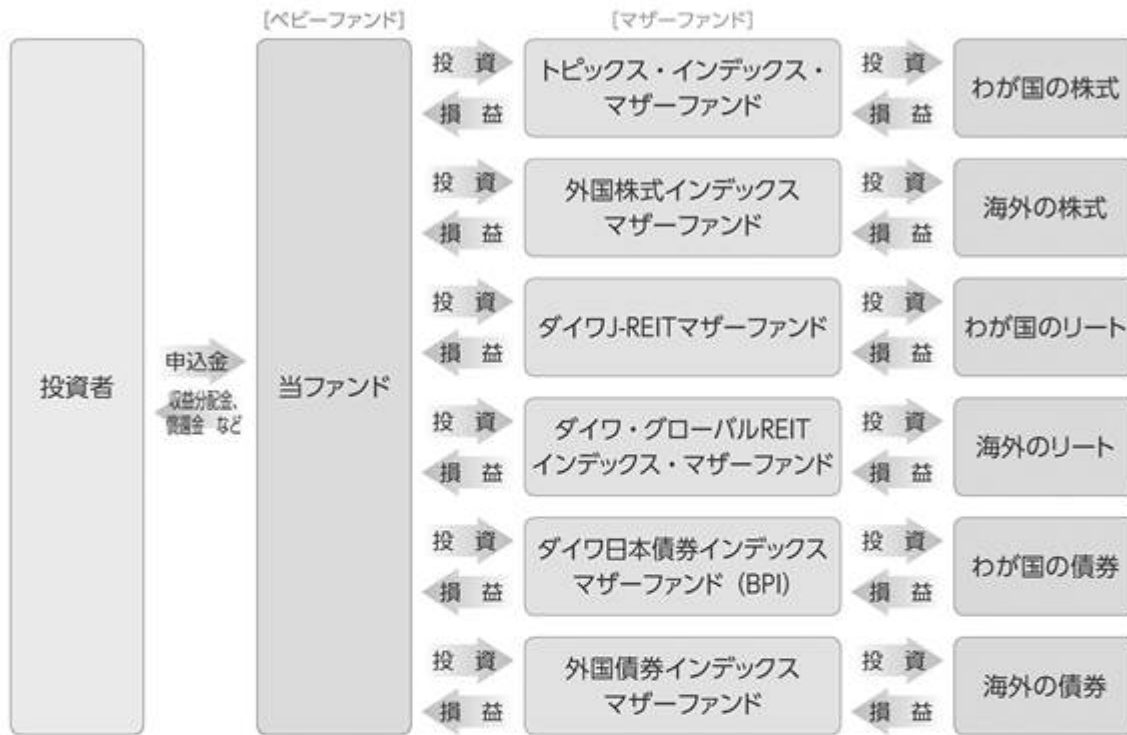 [ベビーファンド]
[マザーファンド]
投資者
申込金
収益分配金、
償還金 など
当ファンド
投 資
損 益
トピックス・インデックス・
マザーファンド
投 資
損 益
わが国の株式
投 資
損 益
外国株式インデックス
マザーファンド
投 資
損 益
海外の株式
投 資
損 益
ダイワJ-REITマザーファンド
投 資
損 益
わが国のリート
投 資
損 益
ダイワ・グローバルREIT
インデックス・マザーファンド
投 資
損 益
海外のリート
投 資
損 益
ダイワ日本債券インデックス
マザーファンド（BPI）
投 資
損 益
わが国の債券
投 資
損 益
外国債券インデックス
マザーファンド
投 資
損 益
海外の債券